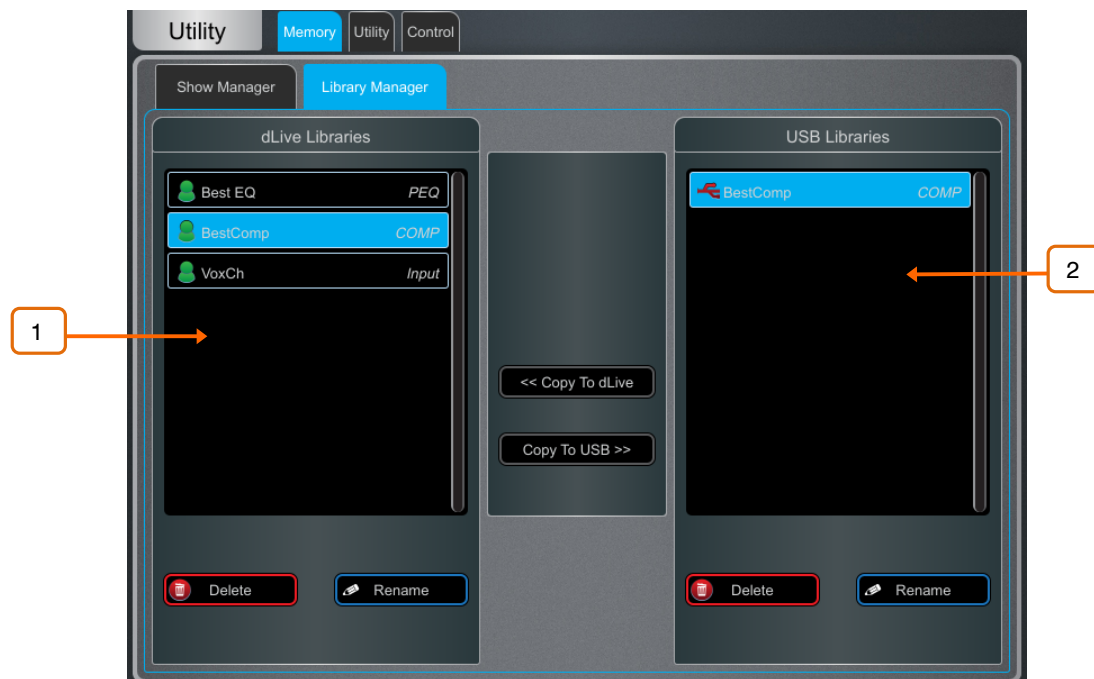 Utility
Memory
Utility
Control
Show Manager
Library Manager
dLive Libraries
USB Libraries
Best EQ PEQ
BestComp COMP
VoxCh Input
BestComp COMP
1
2
<< Copy To dLive
Copy To USB >>
Delete
Rename
Delete
Rename